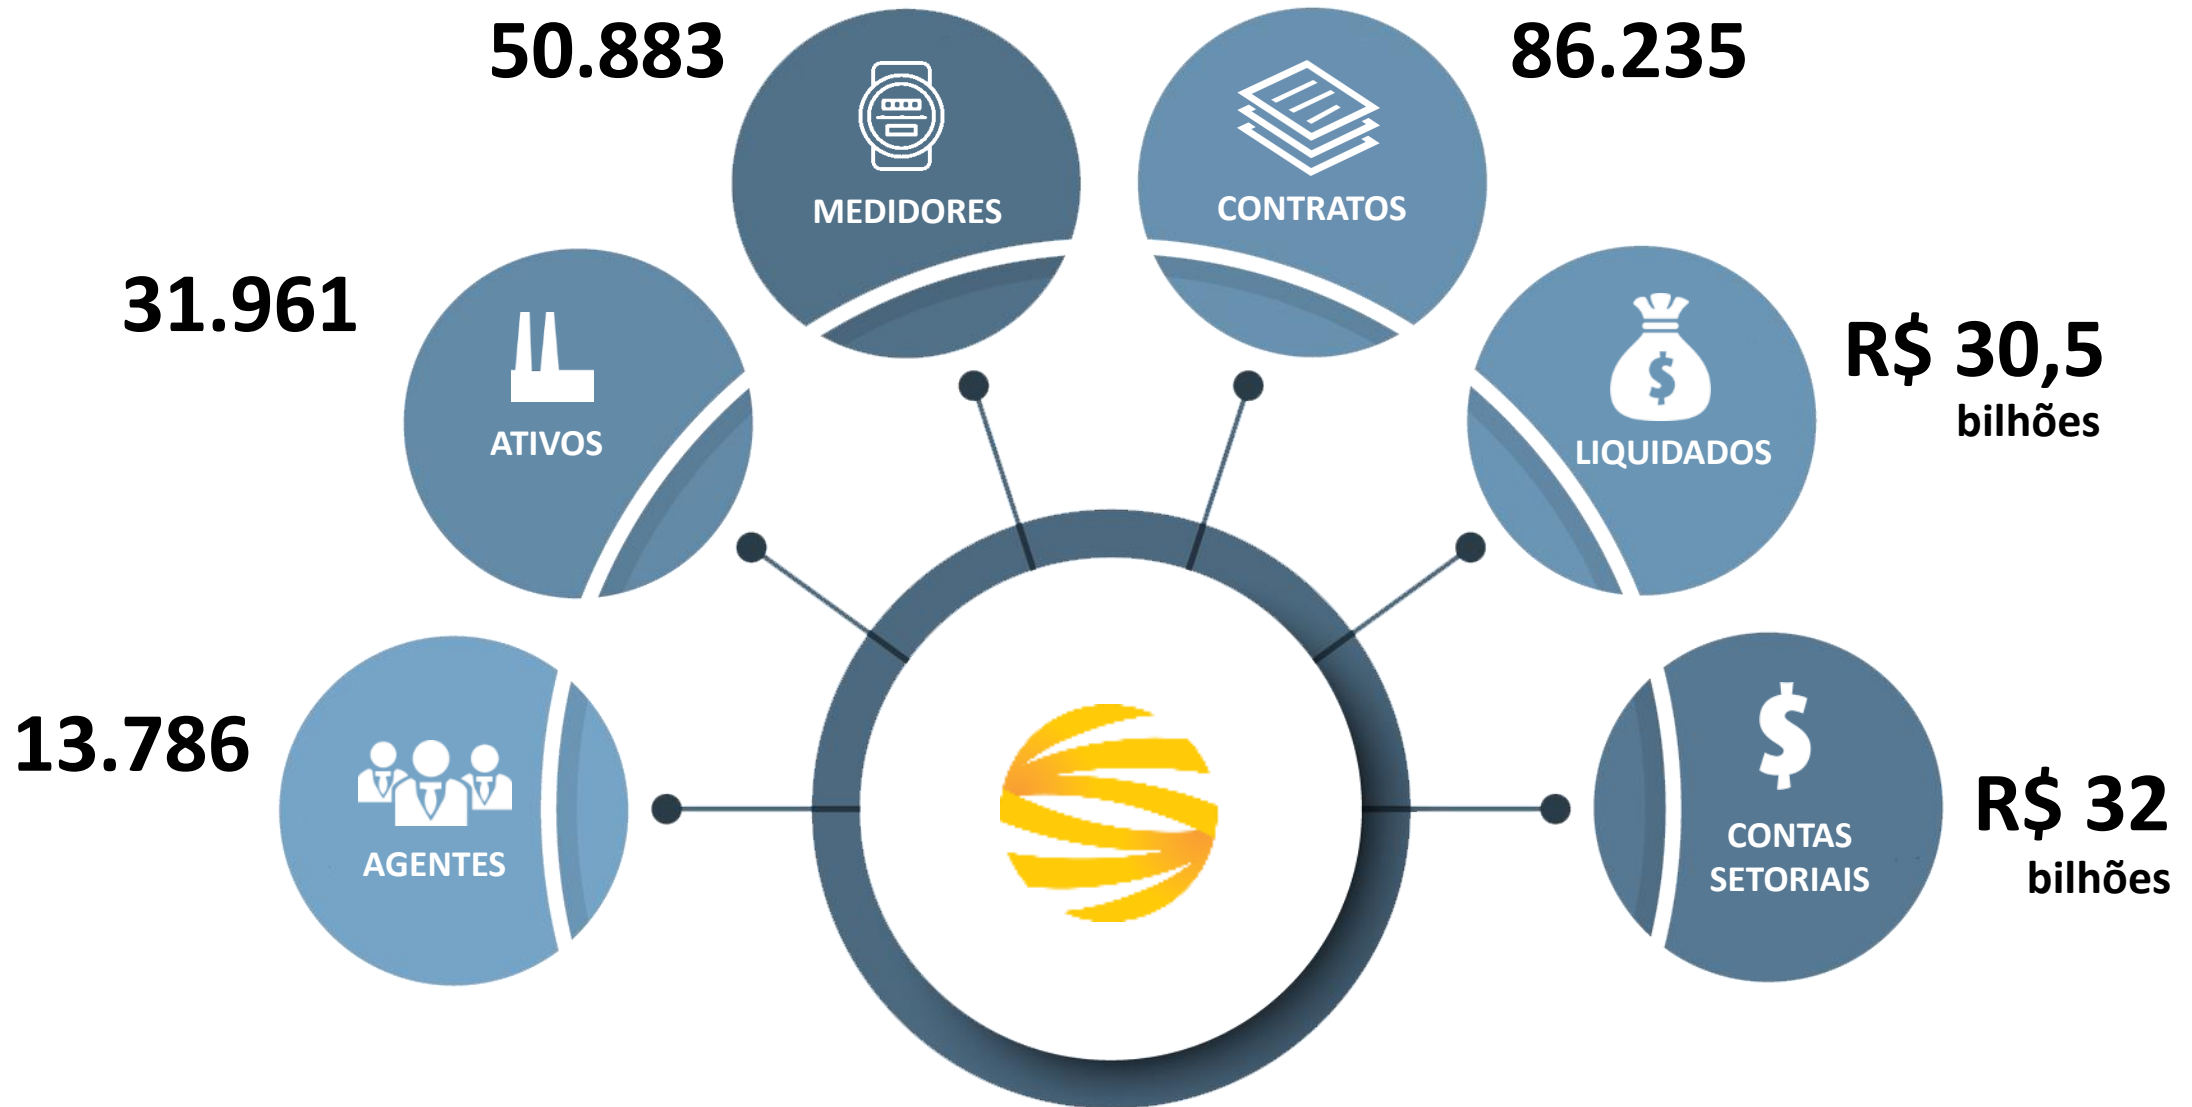 50.883
MEDIDORES
86.235
CONTRATOS
31.961
ATIVOS
R$ 30,5
bilhões
LIQUIDADOS
13.786
AGENTES
R$ 32
bilhões
CONTAS
SETORIAIS